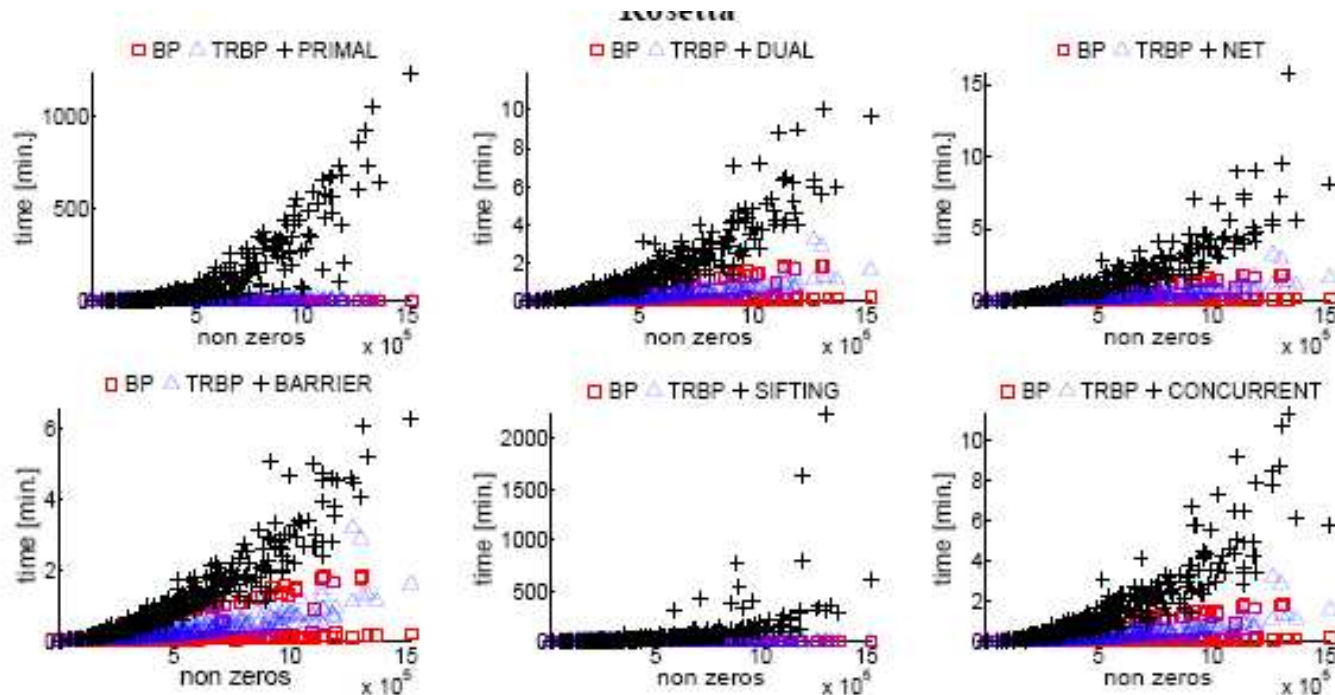 Rosetta
BP TRBP PRIMAL
time [min.]
1000
500
0
5
10
15
non zeros
x 10^5
BP TRBP DUAL
time [min.]
10
8
6
4
2
0
5
10
15
non zeros
x 10^5
BP TRBP NET
time [min.]
15
10
5
0
5
10
15
non zeros
x 10^5
BP TRBP BARRIER
time [min.]
6
4
2
0
5
10
15
non zeros
x 10^5
BP TRBP SIFTING
time [min.]
2000
1500
1000
500
0
5
10
15
non zeros
x 10^5
BP TRBP CONCURRENT
time [min.]
10
8
6
4
2
0
5
10
15
non zeros
x 10^5